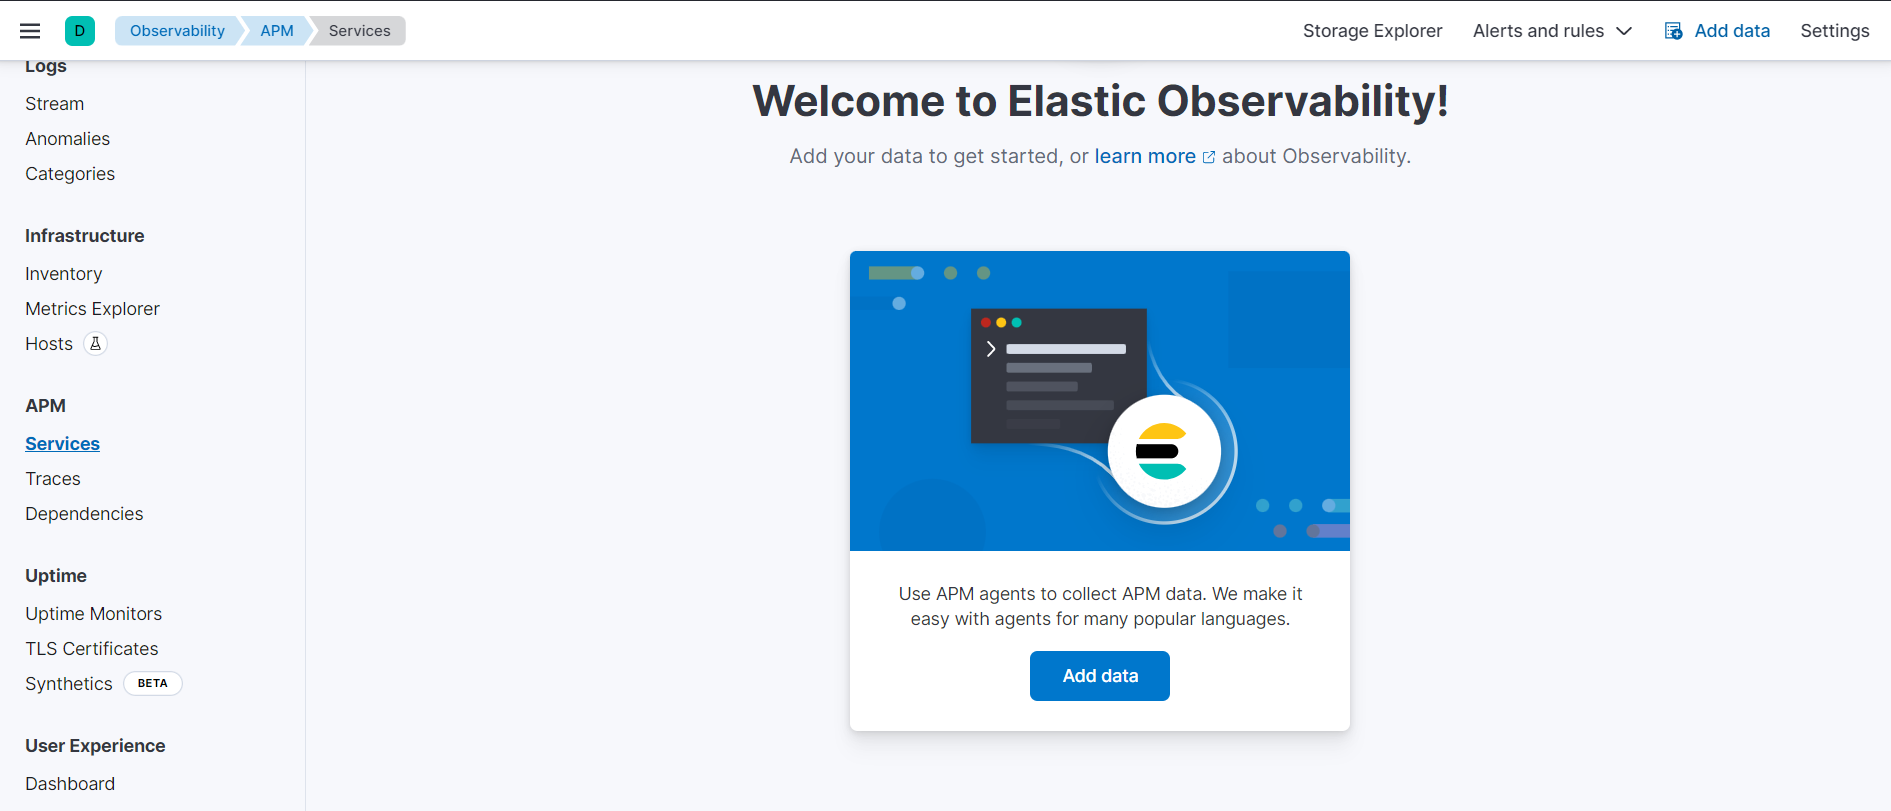 D
Observability
APM
Services
Storage Explorer
Alerts and rules
Add data
Settings
Logs
Stream
Anomalies
Categories
Infrastructure
Inventory
Metrics Explorer
Hosts
APM
Services
Traces
Dependencies
Uptime
Uptime Monitors
TLS Certificates
Synthetics BETA
User Experience
Dashboard
Welcome to Elastic Observability!
Add your data to get started, or learn more about Observability.
Use APM agents to collect APM data. We make it
easy with agents for many popular languages.
Add data